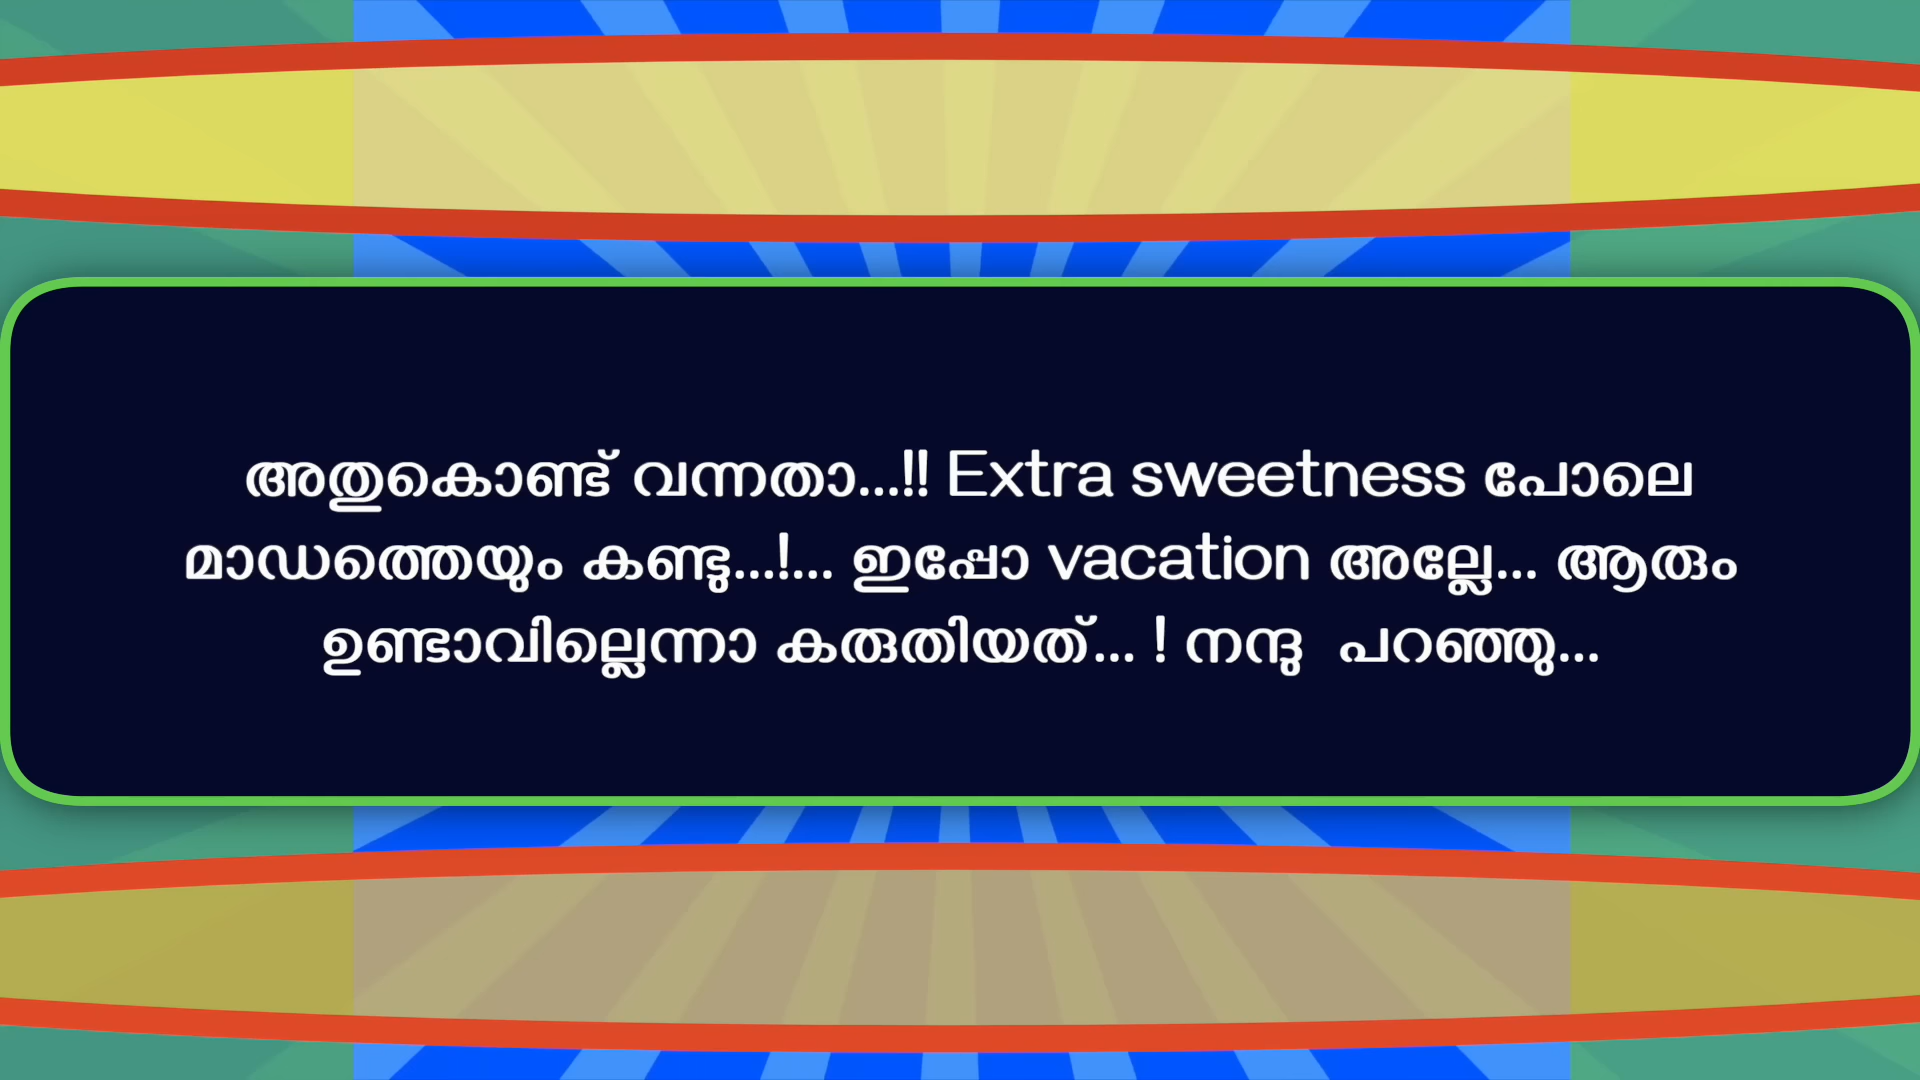 അതുകൊണ്ട് വന്നതാ...!! Extra sweetness പോലെ
മാഡത്തെയും കണ്ടു...!... ഇപ്പോ vacation അല്ലേ... ആരും
ഉണ്ടാവില്ലെന്നാ കരുതിയത്... ! നന്ദു  പറഞ്ഞു...